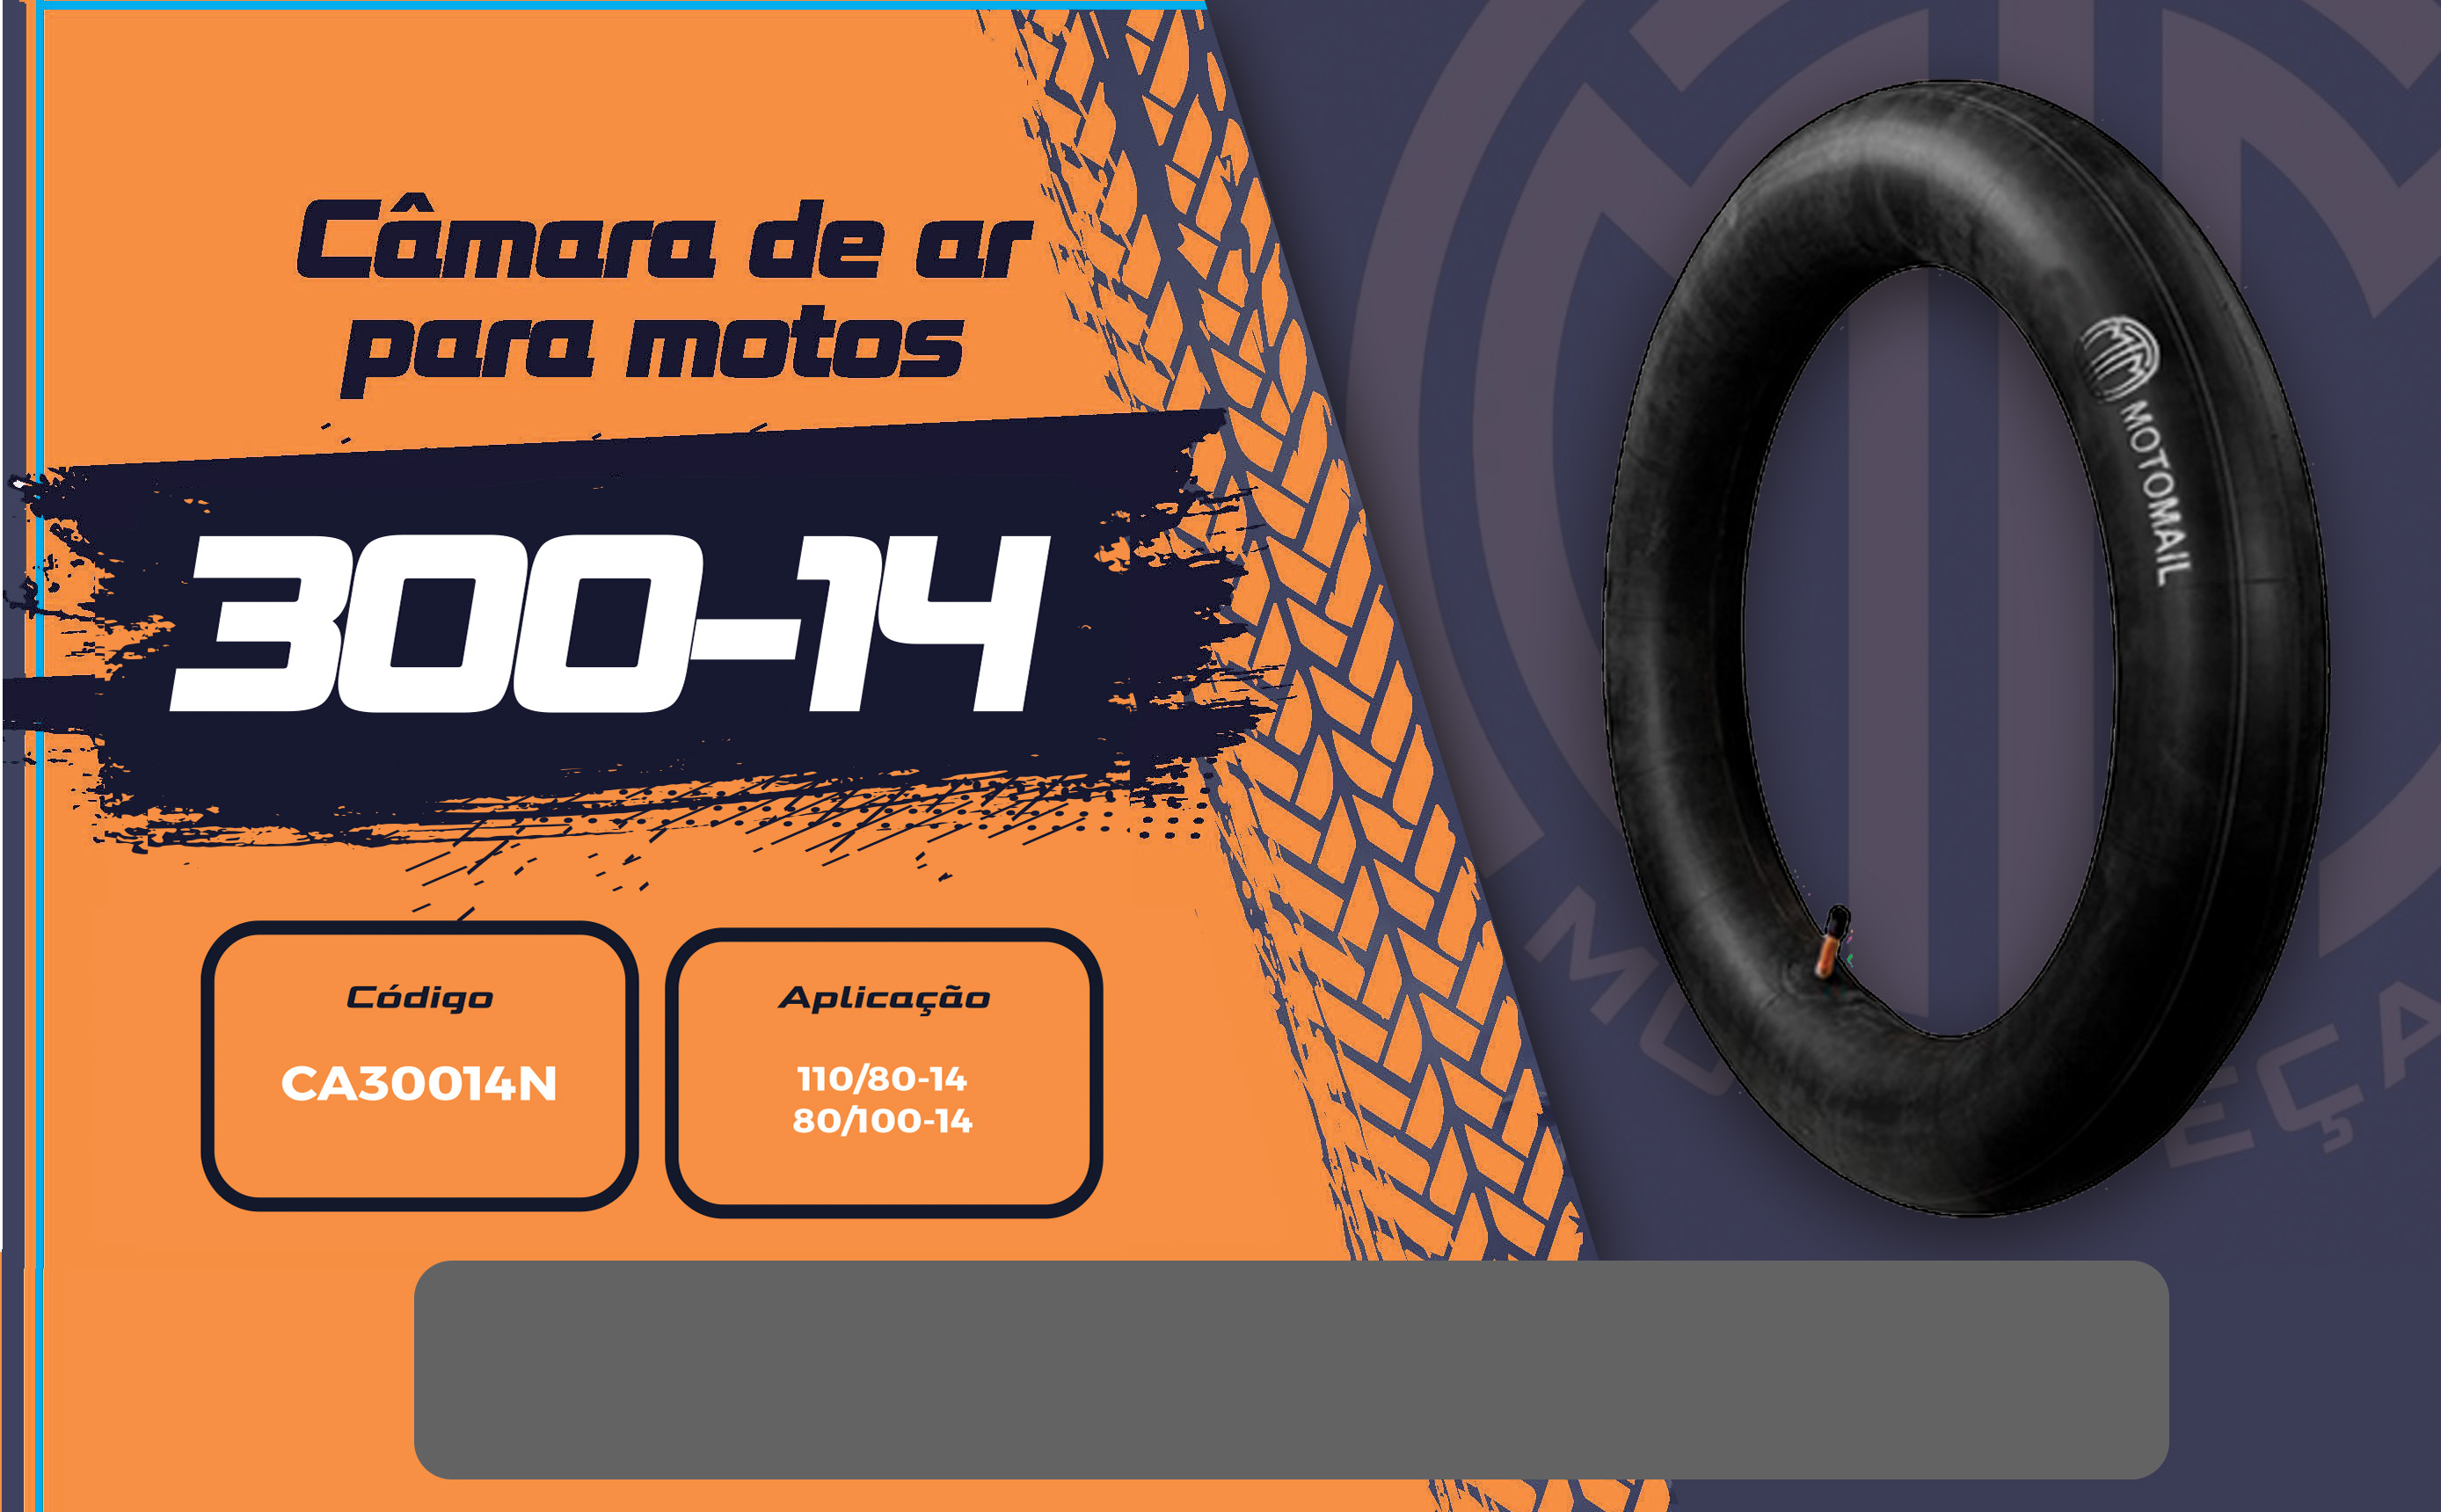 Câmara de ar
para motos
300-14
Código
CA30014N
Aplicação
110/80-14
80/100-14
MOTOMAIL